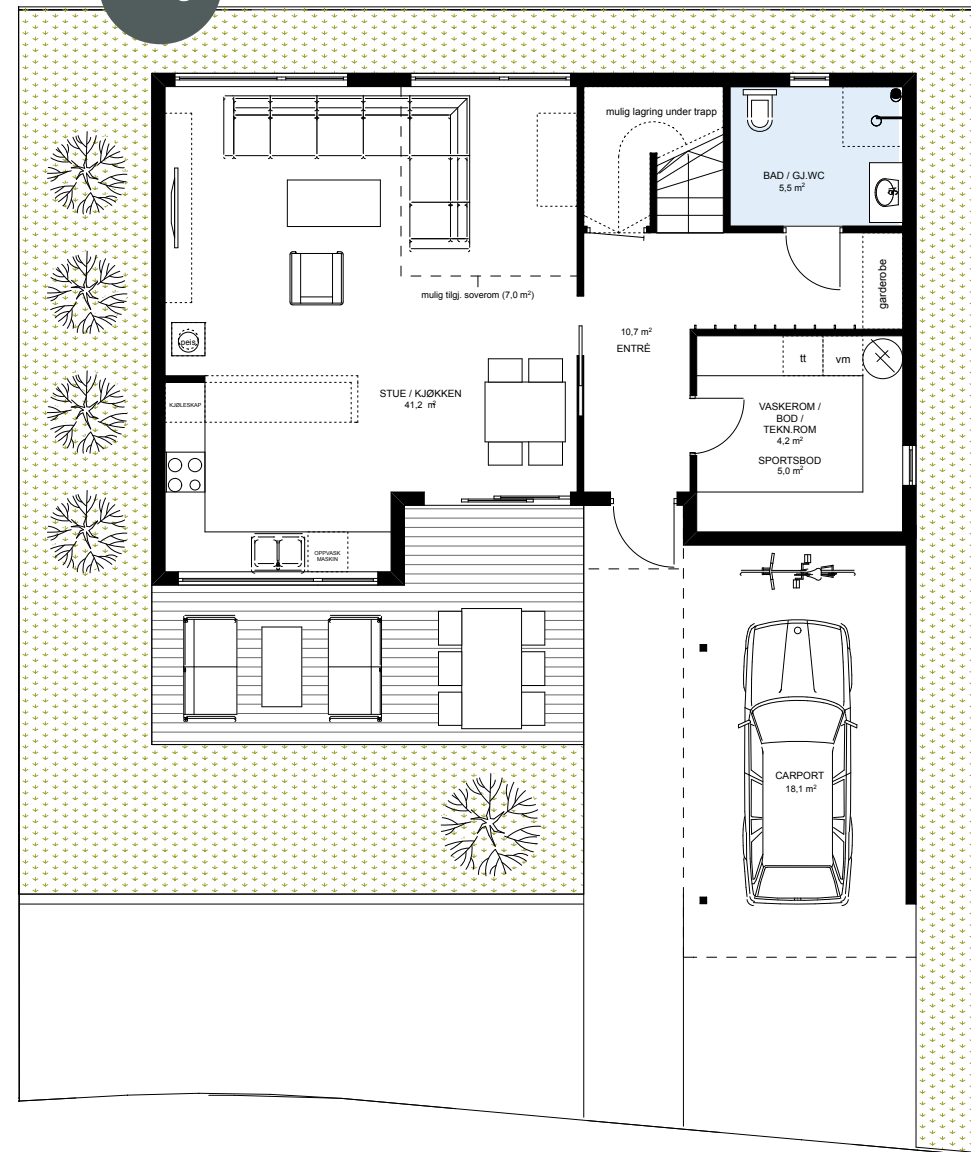 mulig lagring under trapp
BAD / GJ.WC
5,5 m²
garderobe
mulig tilgj. soverom (7,0 m²)
10,7 m²
ENTRÈ
peis
tt
vm
STUE / KJØKKEN
41,2 m²
KJØLESKAP
VASKEROM /
BOD /
TEKN.ROM
4,2 m²
SPORTSBOD
5,0 m²
OPPVASK
MASKIN
CARPORT
18,1 m²